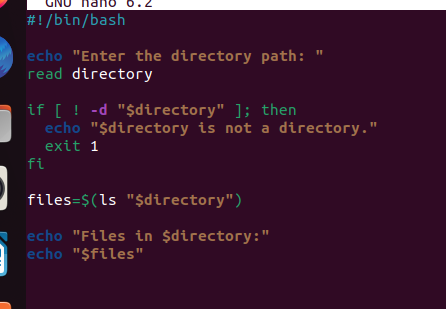 GNU nano 6.2
#!/bin/bash
echo "Enter the directory path: "
read directory
if [ ! -d "$directory" ]; then
  echo "$directory is not a directory."
  exit 1
fi
files=$(ls "$directory")
echo "Files in $directory:"
echo "$files"